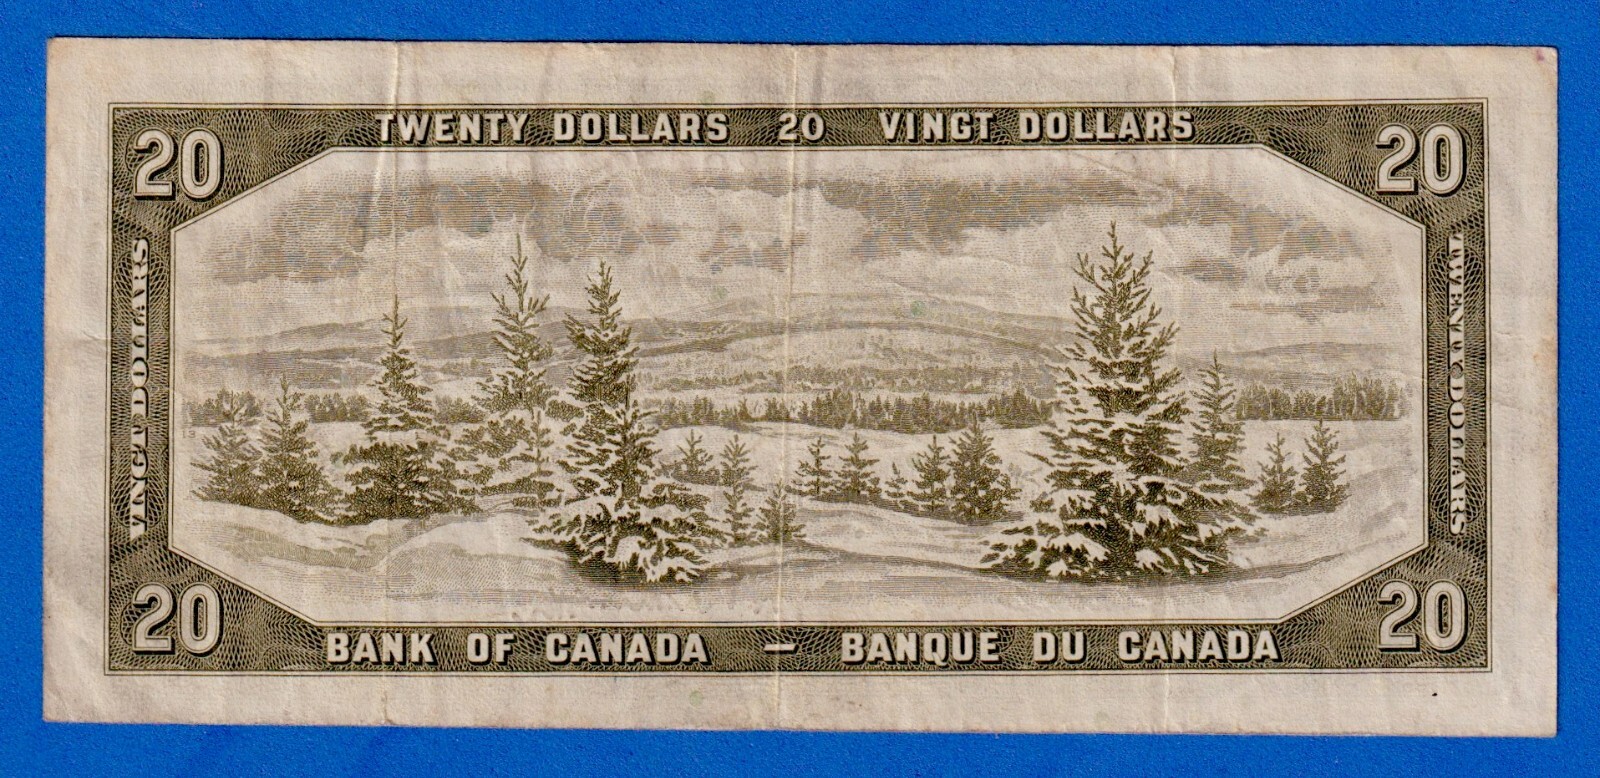 TWENTY DOLLARS 20 VINGT DOLLARS
20
20
VINGT DOLLARS
TWENTY DOLLARS
20
20
BANK OF CANADA – BANQUE DU CANADA